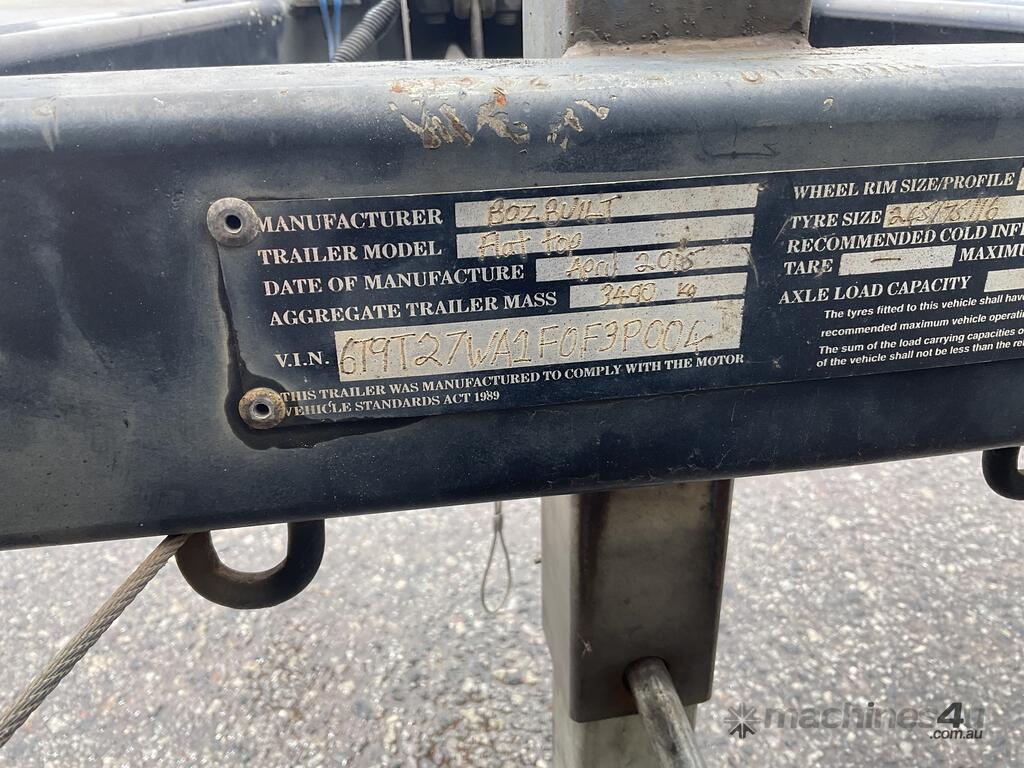 MANUFACTURER BOZ BUILT
TRAILER MODEL Flat top
DATE OF MANUFACTURE April 2015
AGGREGATE TRAILER MASS 3490 KG
V.I.N. 6T9T27WA1F0F3P004
THIS TRAILER WAS MANUFACTURED TO COMPLY WITH THE MOTOR
VEHICLE STANDARDS ACT 1989
WHEEL RIM SIZE/PROFILE
TYRE SIZE 245/75/16
RECOMMENDED COLD INFL
TARE — MAXIMU
AXLE LOAD CAPACITY
The tyres fitted to this vehicle shall have
recommended maximum vehicle operatin
The sum of the load carrying capacities o
of the vehicle shall not be less than the re
machines4u
.com.au